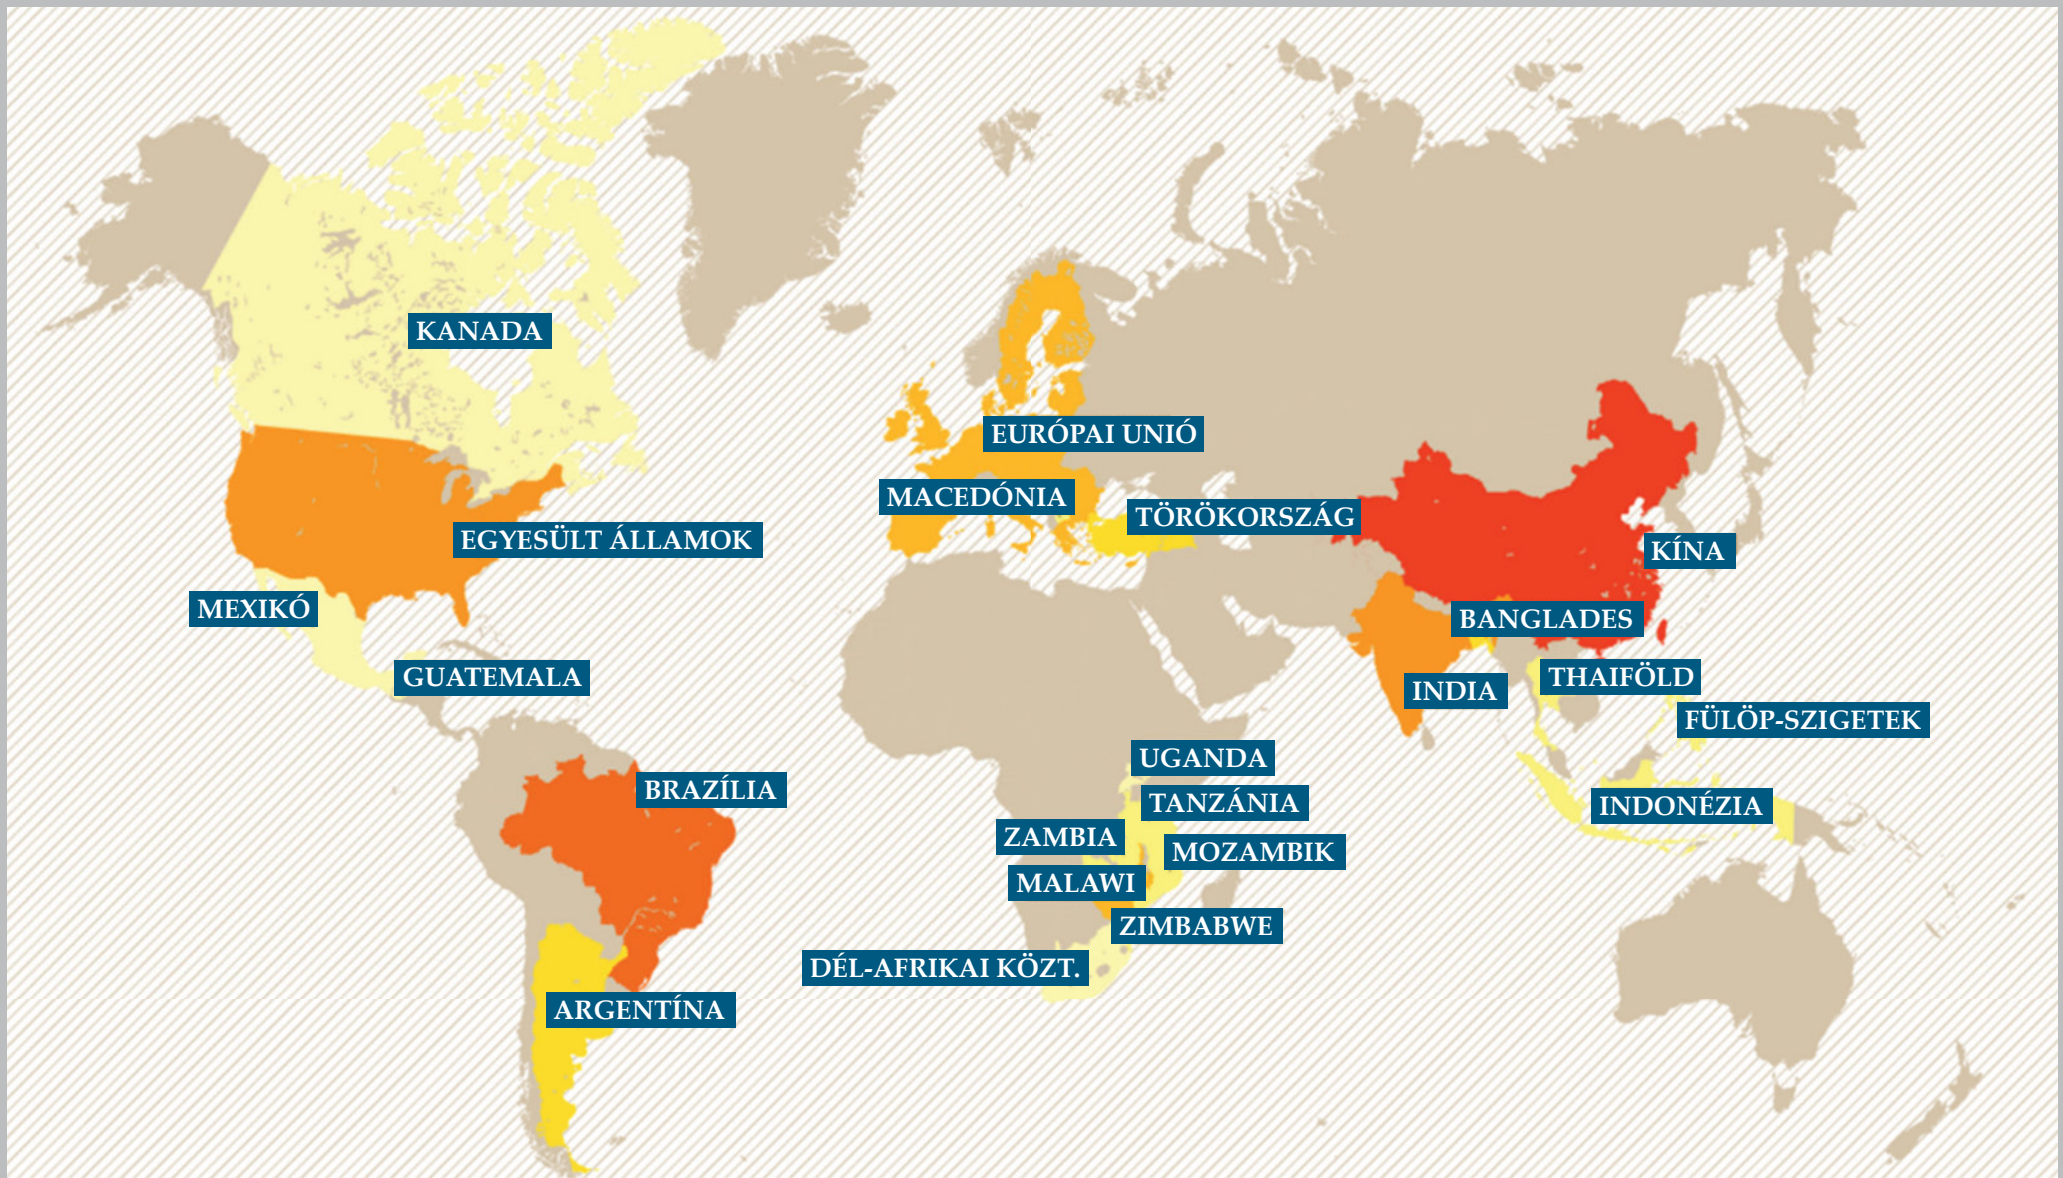 KANADA
EURÓPAI UNIÓ
MACEDÓNIA
TÖRÖKORSZÁG
EGYESÜLT ÁLLAMOK
KÍNA
MEXIKÓ
BANGLADES
GUATEMALA
THAIFÖLD
INDIA
FÜLÖP-SZIGETEK
UGANDA
BRAZÍLIA
TANZÁNIA
INDONÉZIA
ZAMBIA
MOZAMBIK
MALAWI
ZIMBABWE
DÉL-AFRIKAI KÖZT.
ARGENTÍNA